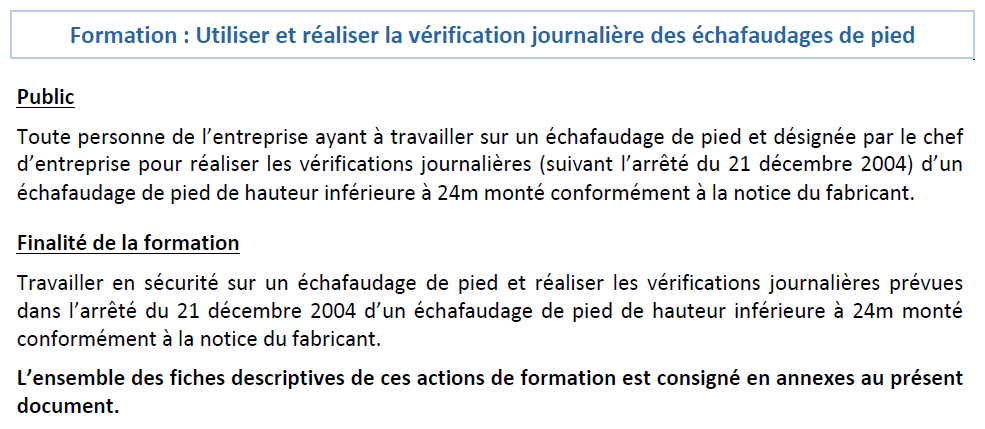 Formation : Utiliser et réaliser la vérification journalière des échafaudages de pied
Public
Toute personne de l’entreprise ayant à travailler sur un échafaudage de pied et désignée par le chef
d’entreprise pour réaliser les vérifications journalières (suivant l’arrêté du 21 décembre 2004) d’un
échafaudage de pied de hauteur inférieure à 24m monté conformément à la notice du fabricant.
Finalité de la formation
Travailler en sécurité sur un échafaudage de pied et réaliser les vérifications journalières prévues
dans l’arrêté du 21 décembre 2004 d’un échafaudage de pied de hauteur inférieure à 24m monté
conformément à la notice du fabricant.
L’ensemble des fiches descriptives de ces actions de formation est consigné en annexes au présent
document.